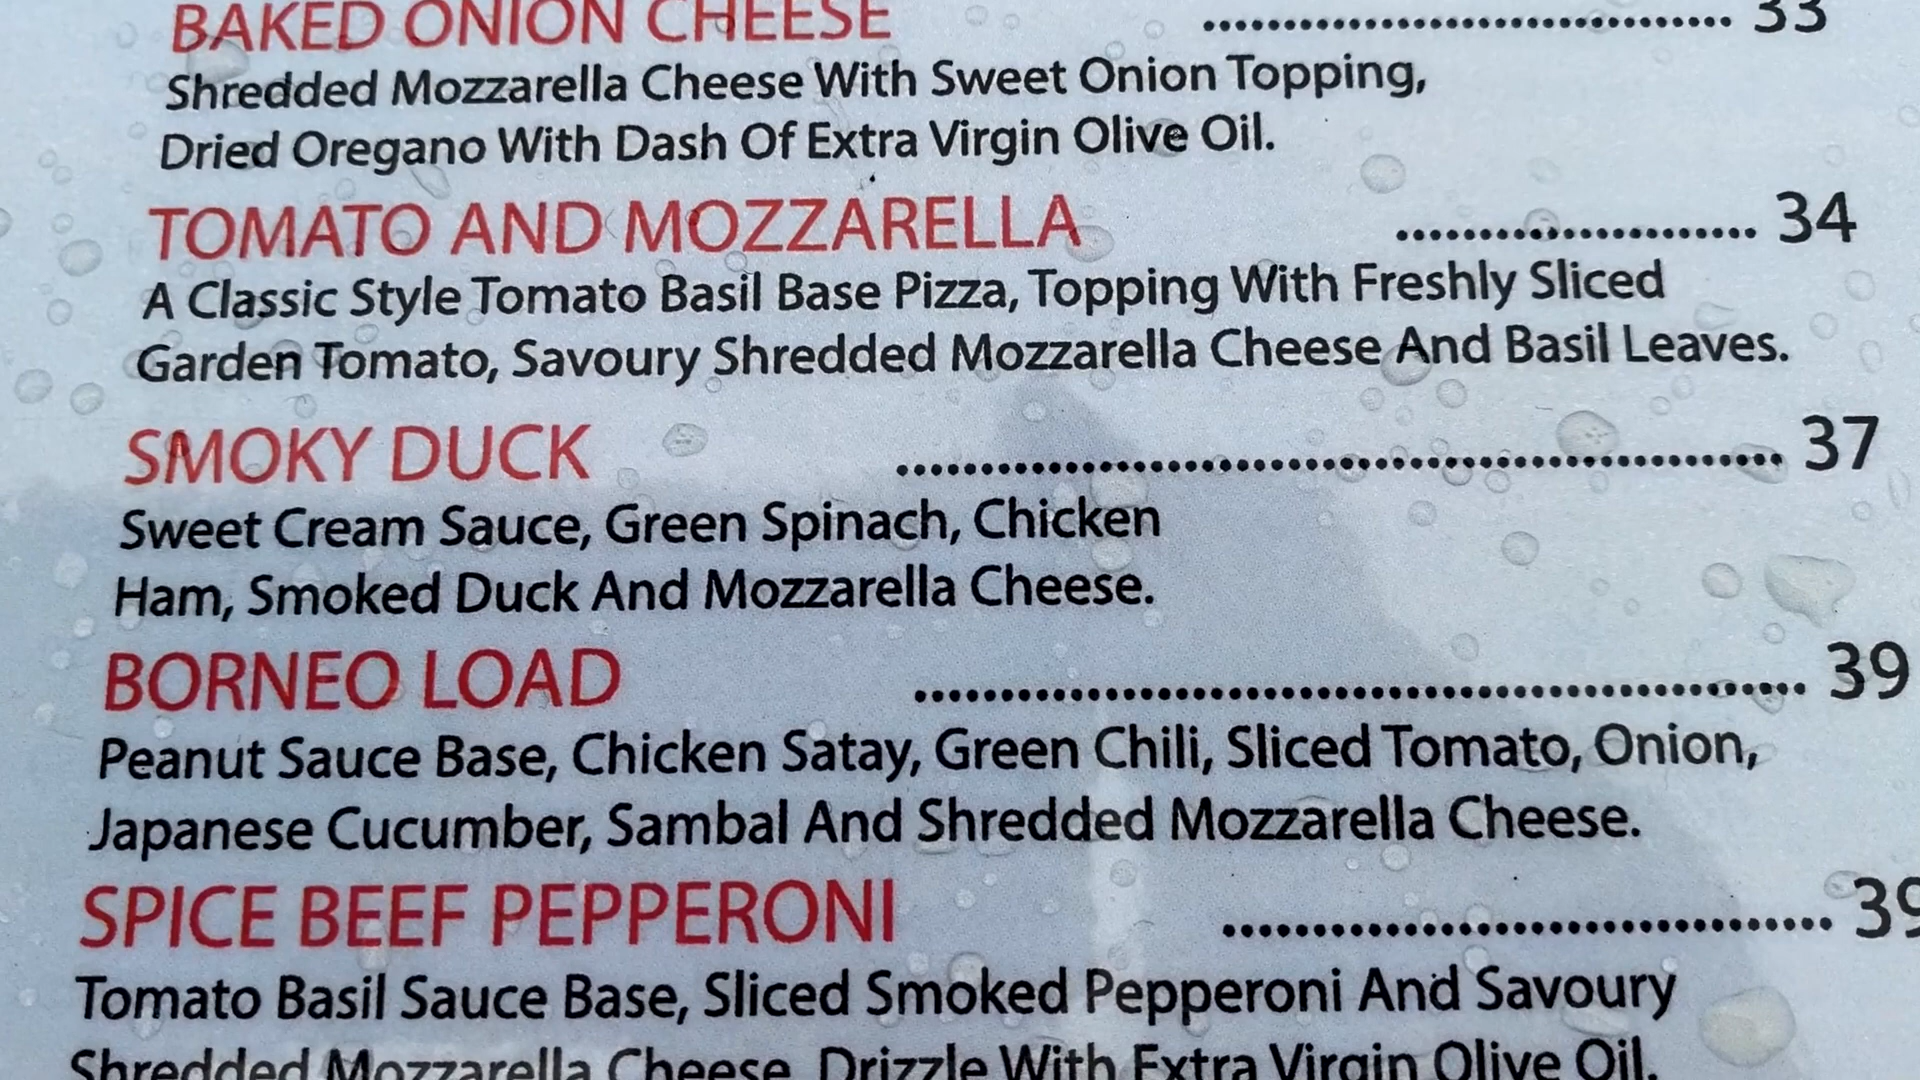 BAKED ONION CHEESE ................................. 33
Shredded Mozzarella Cheese With Sweet Onion Topping,
Dried Oregano With Dash Of Extra Virgin Olive Oil.
TOMATO AND MOZZARELLA ...................... 34
A Classic Style Tomato Basil Base Pizza, Topping With Freshly Sliced
Garden Tomato, Savoury Shredded Mozzarella Cheese And Basil Leaves.
SMOKY DUCK ..................................................... 37
Sweet Cream Sauce, Green Spinach, Chicken
Ham, Smoked Duck And Mozzarella Cheese.
BORNEO LOAD .................................................... 39
Peanut Sauce Base, Chicken Satay, Green Chili, Sliced Tomato, Onion,
Japanese Cucumber, Sambal And Shredded Mozzarella Cheese.
SPICE BEEF PEPPERONI .................................. 39
Tomato Basil Sauce Base, Sliced Smoked Pepperoni And Savoury
Shredded Mozzarella Cheese, Drizzle With Extra Virgin Olive Oil.